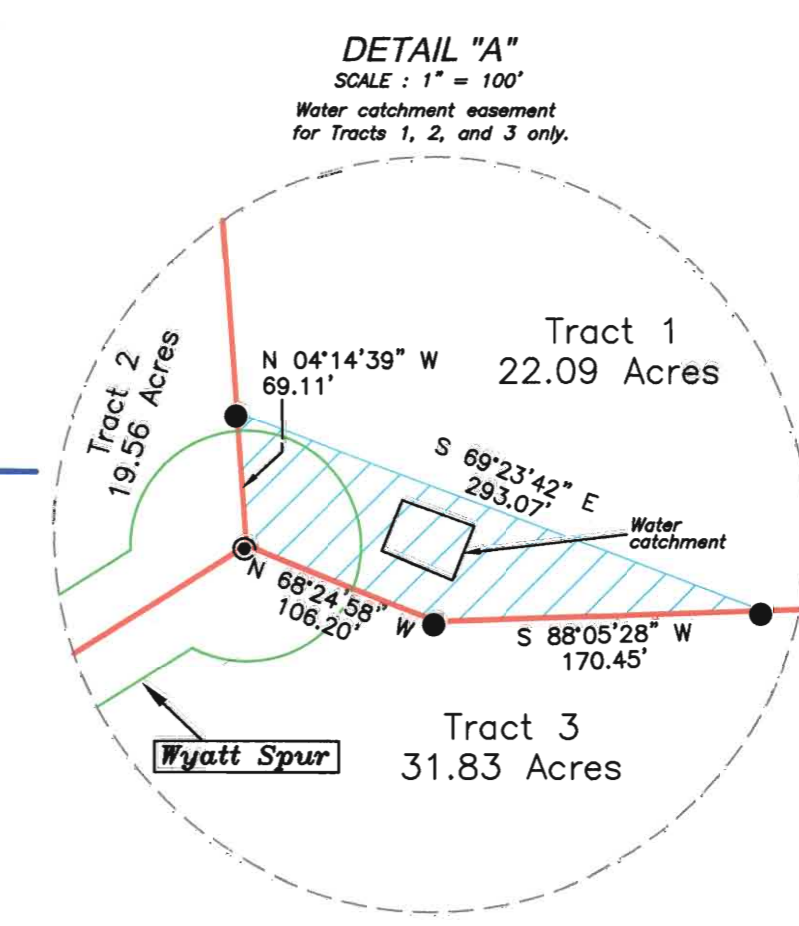 DETAIL "A"
SCALE : 1" = 100'
Water catchment easement
for Tracts 1, 2, and 3 only.
Tract 1
22.09 Acres
Tract 2
19.56 Acres
N 04°14'39" W
69.11'
S 69°23'42" E
293.07'
Water
catchment
N 68°24'58" W
106.20'
S 88°05'28" W
170.45'
Tract 3
31.83 Acres
Wyatt Spur